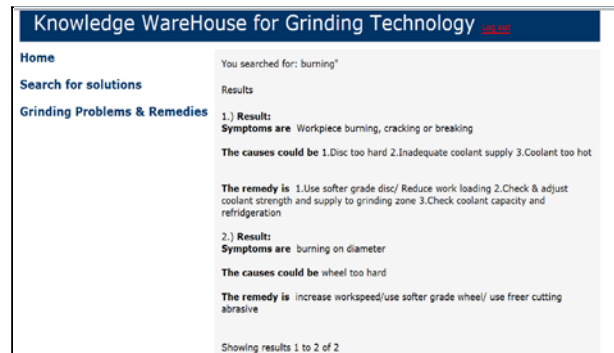 Knowledge WareHouse for Grinding Technology Log out
Home
Search for solutions
Grinding Problems & Remedies
You searched for: burning"
Results
1.) Result:
Symptoms are Workpiece burning, cracking or breaking
The causes could be 1.Disc too hard 2.Inadequate coolant supply 3.Coolant too hot
The remedy is 1.Use softer grade disc/ Reduce work loading 2.Check & adjust
coolant strength and supply to grinding zone 3.Check coolant capacity and
refridgeration
2.) Result:
Symptoms are burning on diameter
The causes could be wheel too hard
The remedy is increase workspeed/use softer grade wheel/ use freer cutting
abrasive
Showing results 1 to 2 of 2